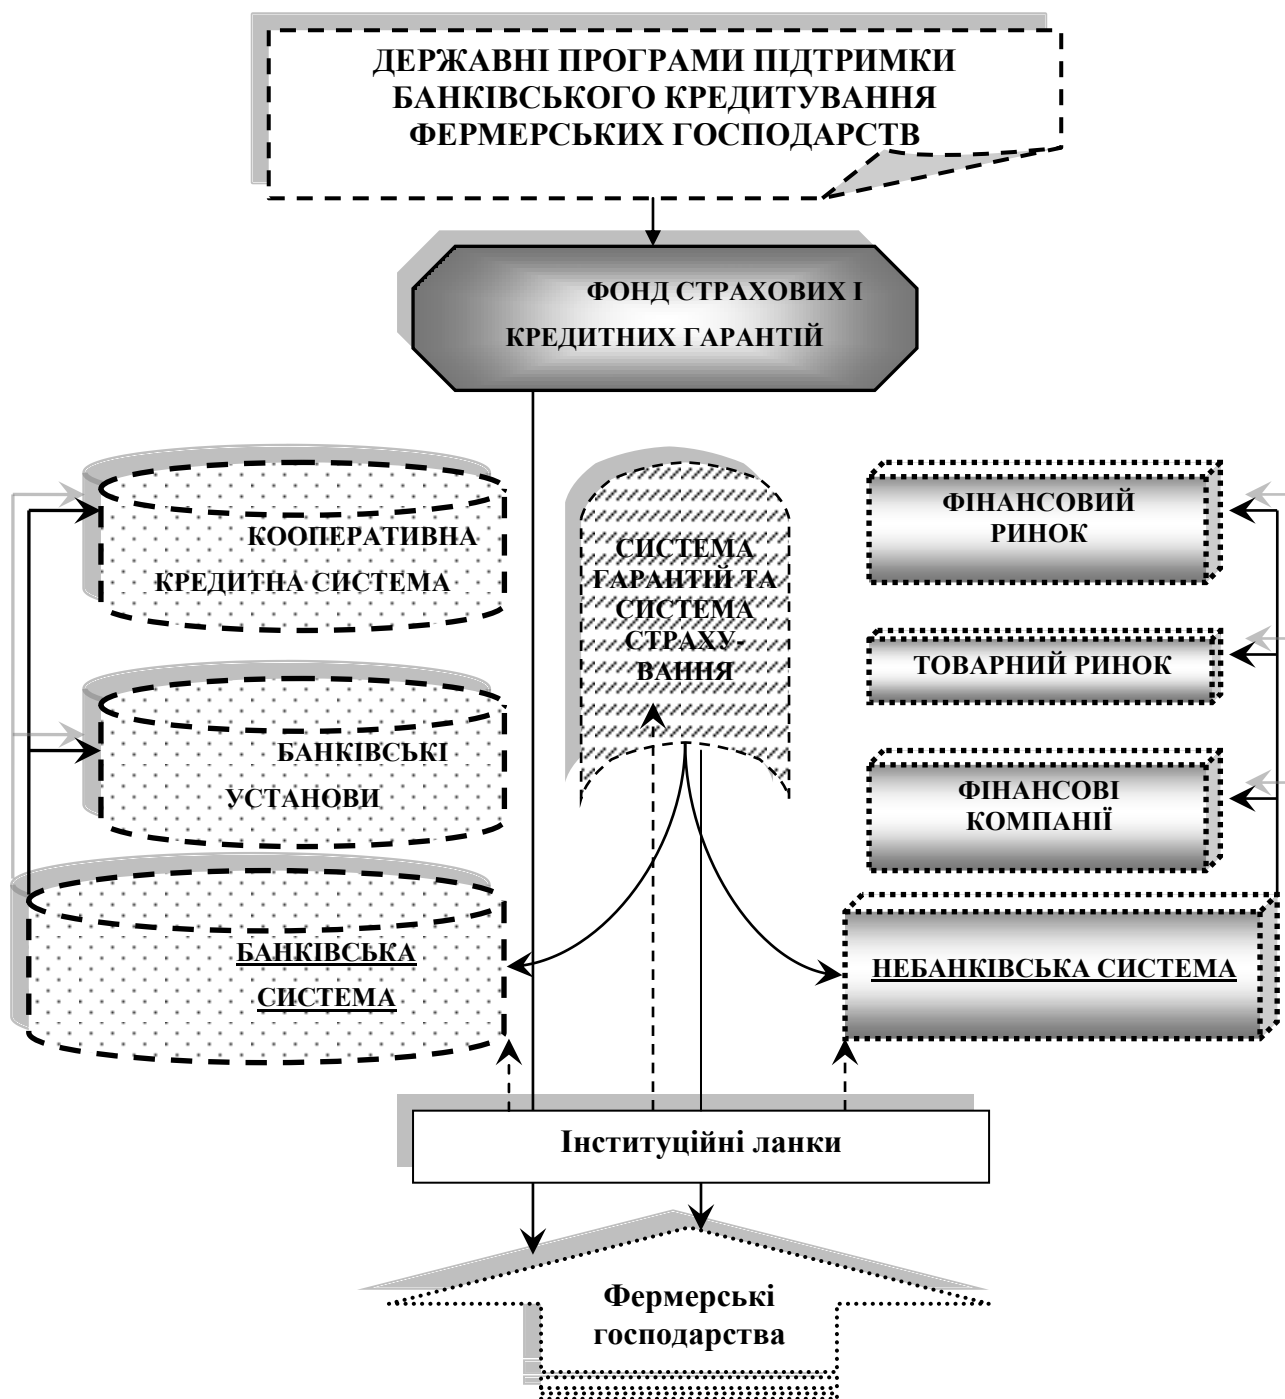 ДЕРЖАВНІ ПРОГРАМИ ПІДТРИМКИ
БАНКІВСЬКОГО КРЕДИТУВАННЯ
ФЕРМЕРСЬКИХ ГОСПОДАРСТВ
ФОНД СТРАХОВИХ І
КРЕДИТНИХ ГАРАНТІЙ
КООПЕРАТИВНА
КРЕДИТНА СИСТЕМА
БАНКІВСЬКІ
УСТАНОВИ
БАНКІВСЬКА
СИСТЕМА
СИСТЕМА
ГАРАНТІЙ ТА
СИСТЕМА
СТРАХУ-
ВАННЯ
ФІНАНСОВИЙ
РИНОК
ТОВАРНИЙ РИНОК
ФІНАНСОВІ
КОМПАНІЇ
НЕБАНКІВСЬКА СИСТЕМА
Інституційні ланки
Фермерські
господарства